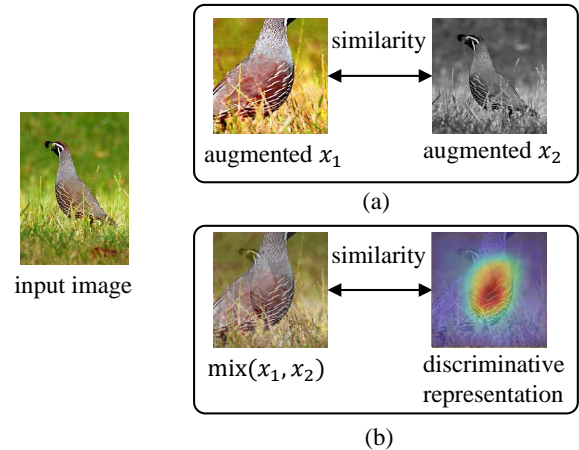 similarity
augmented x₁
augmented x₂
(a)
input image
similarity
mix(x₁, x₂)
discriminative
representation
(b)